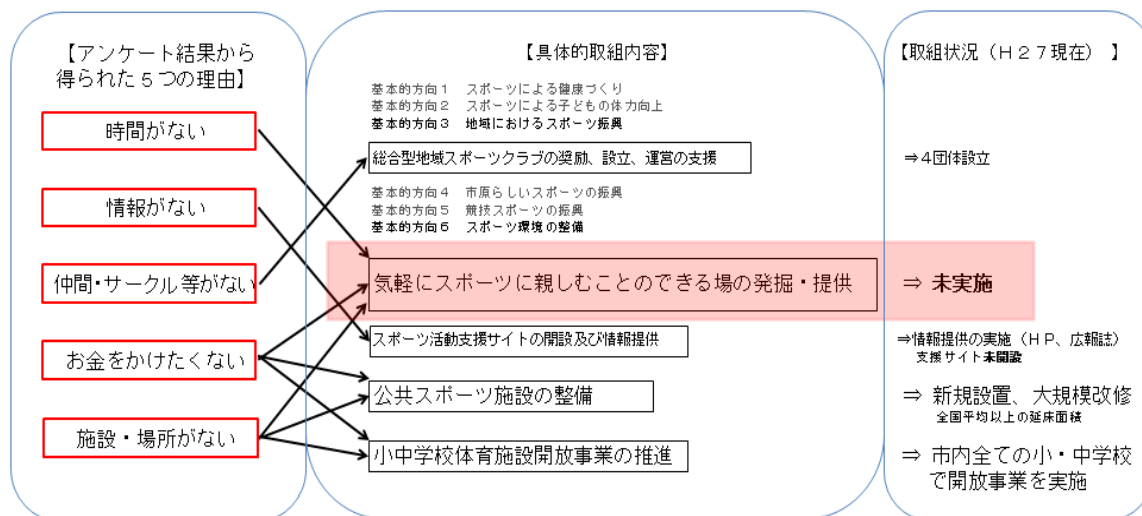 【アンケート結果から
得られた５つの理由】
時間がない
情報がない
仲間・サークル等がない
お金をかけたくない
施設・場所がない
【具体的取組内容】
基本的方向１　スポーツによる健康づくり
基本的方向２　スポーツによる子どもの体力向上
基本的方向３　地域におけるスポーツ振興
総合型地域スポーツクラブの奨励、設立、運営の支援
基本的方向４　市原らしいスポーツの振興
基本的方向５　競技スポーツの振興
基本的方向６　スポーツ環境の整備
気軽にスポーツに親しむことのできる場の発掘・提供
スポーツ活動支援サイトの開設及び情報提供
公共スポーツ施設の整備
小中学校体育施設開放事業の推進
【取組状況（Ｈ２７現在）】
⇒４団体設立
⇒ 未実施
⇒情報提供の実施（ＨＰ、広報誌）
支援サイト未開設
⇒ 新規設置、大規模改修
全国平均以上の延床面積
⇒ 市内全ての小・中学校
で開放事業を実施